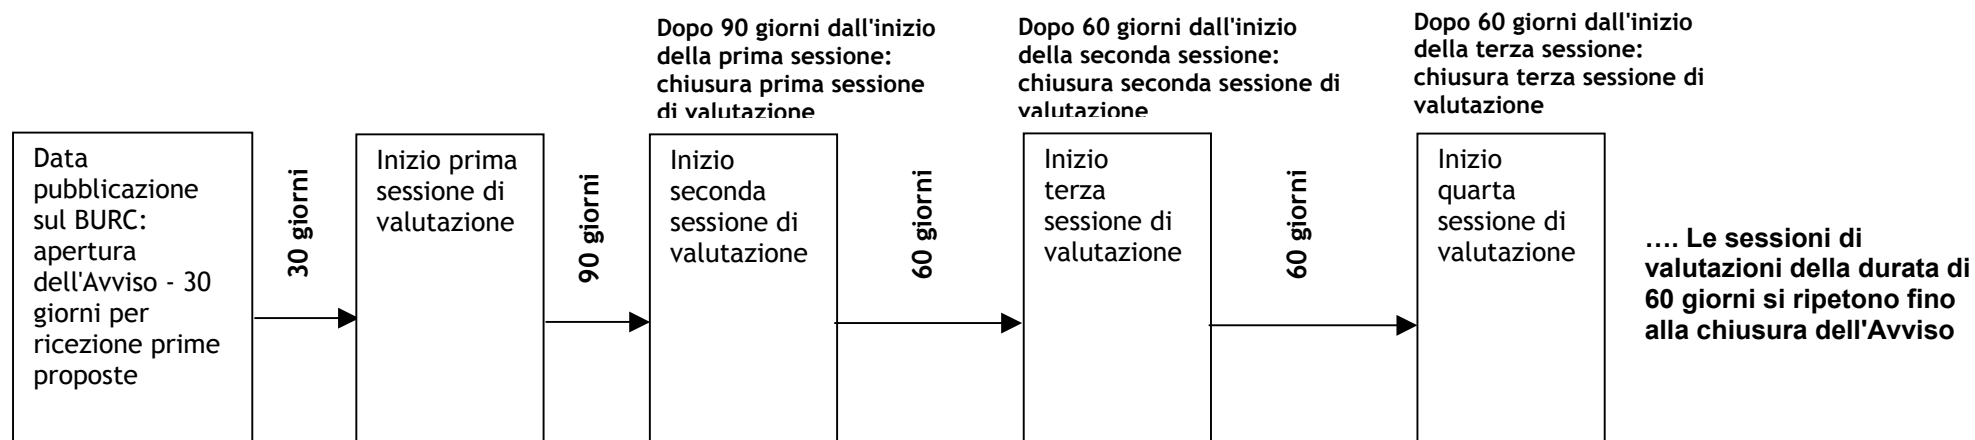 Dopo 90 giorni dall'inizio
della prima sessione:
chiusura prima sessione
di valutazione
Dopo 60 giorni dall'inizio
della seconda sessione:
chiusura seconda sessione di
valutazione
Dopo 60 giorni dall'inizio
della terza sessione:
chiusura terza sessione di
valutazione
Data
pubblicazione
sul BURC:
apertura
dell'Avviso - 30
giorni per
ricezione prime
proposte
30 giorni
Inizio prima
sessione di
valutazione
90 giorni
Inizio
seconda
sessione di
valutazione
60 giorni
Inizio
terza
sessione di
valutazione
60 giorni
Inizio
quarta
sessione di
valutazione
.... Le sessioni di
valutazioni della durata di
60 giorni si ripetono fino
alla chiusura dell'Avviso